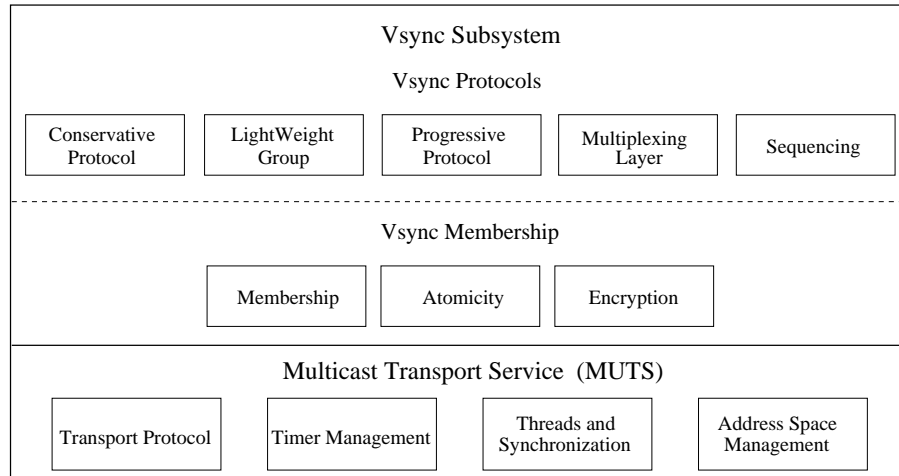 Vsync Subsystem
Vsync Protocols
Conservative
Protocol
LightWeight
Group
Progressive
Protocol
Multiplexing
Layer
Sequencing
Vsync Membership
Membership
Atomicity
Encryption
Multicast Transport Service (MUTS)
Transport Protocol
Timer Management
Threads and
Synchronization
Address Space
Management